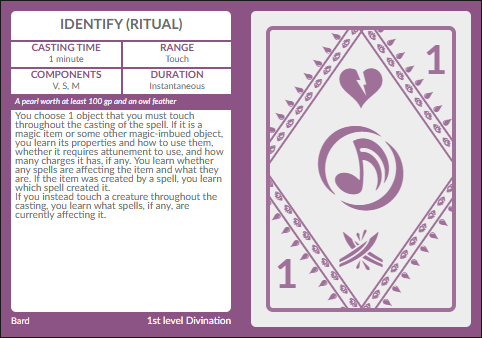 IDENTIFY (RITUAL)
CASTING TIME
1 minute
RANGE
Touch
COMPONENTS
V, S, M
DURATION
Instantaneous
A pearl worth at least 100 gp and an owl feather
You choose 1 object that you must touch
throughout the casting of the spell. If it is a
magic item or some other magic-imbued object,
you learn its properties and how to use them,
whether it requires attunement to use, and how
many charges it has, if any. You learn whether
any spells are affecting the item and what they
are. If the item was created by a spell, you learn
which spell created it.
If you instead touch a creature throughout the
casting, you learn what spells, if any, are
currently affecting it.
Bard
1st level Divination
1
1